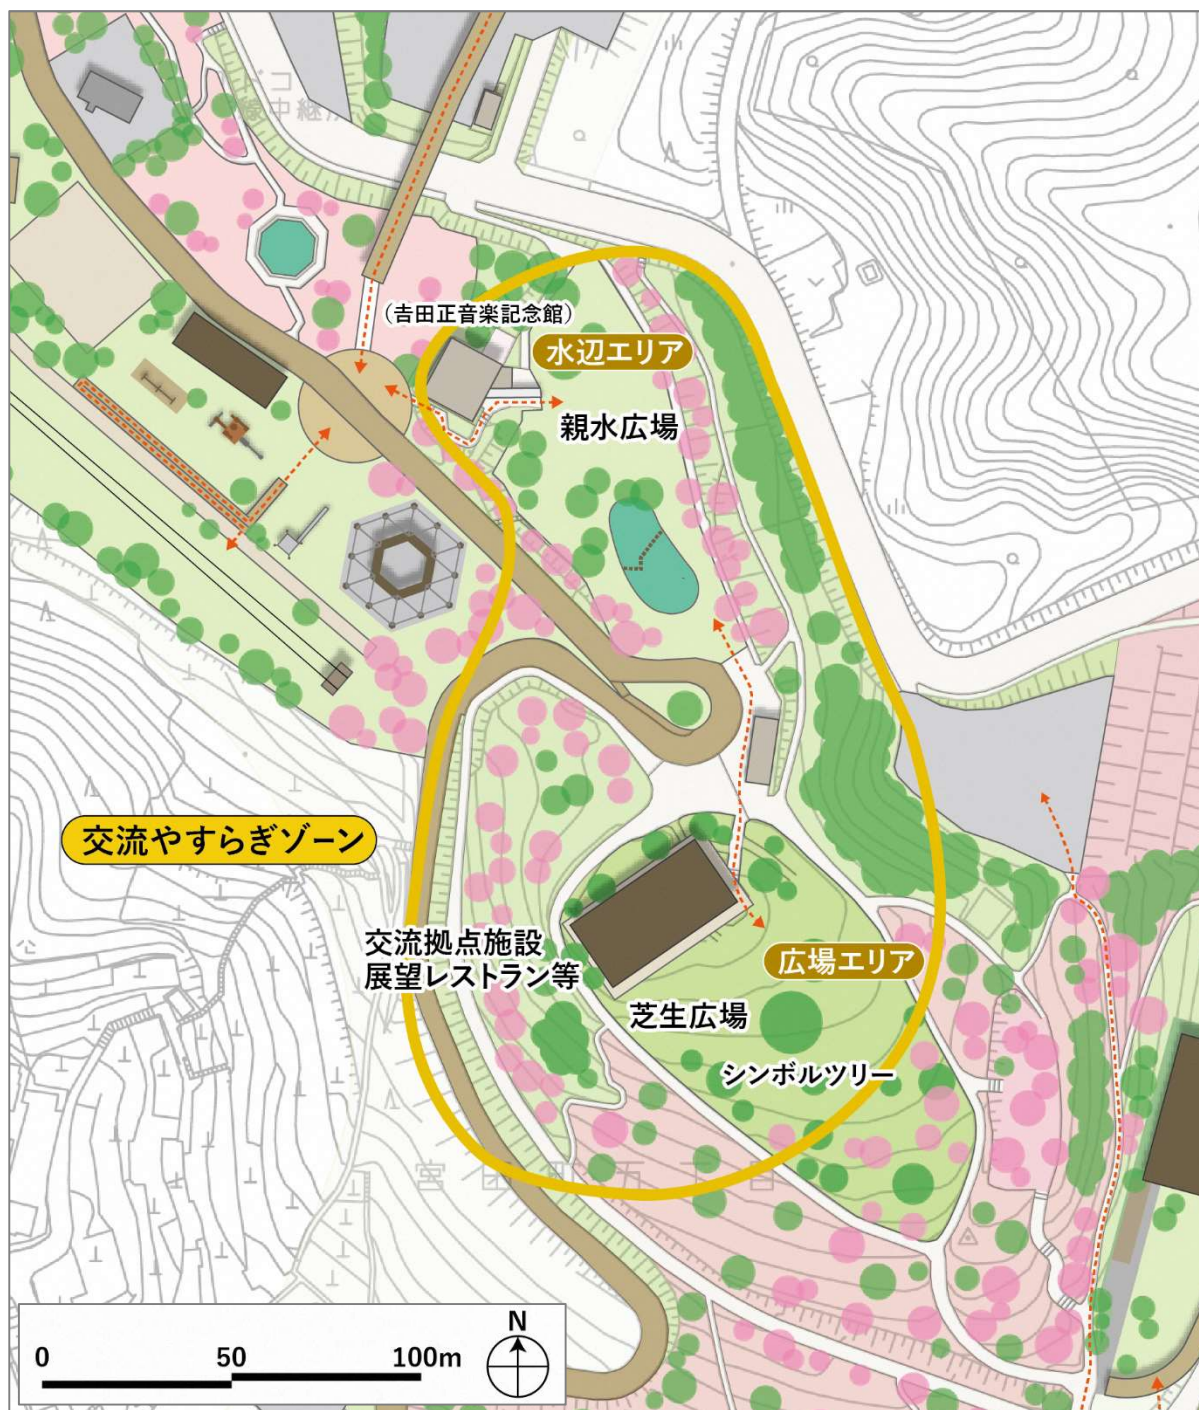 (吉田正音楽記念館)
水辺エリア
親水広場
交流やすらぎゾーン
交流拠点施設
展望レストラン等
広場エリア
芝生広場
シンボルツリー
N
0 50 100m